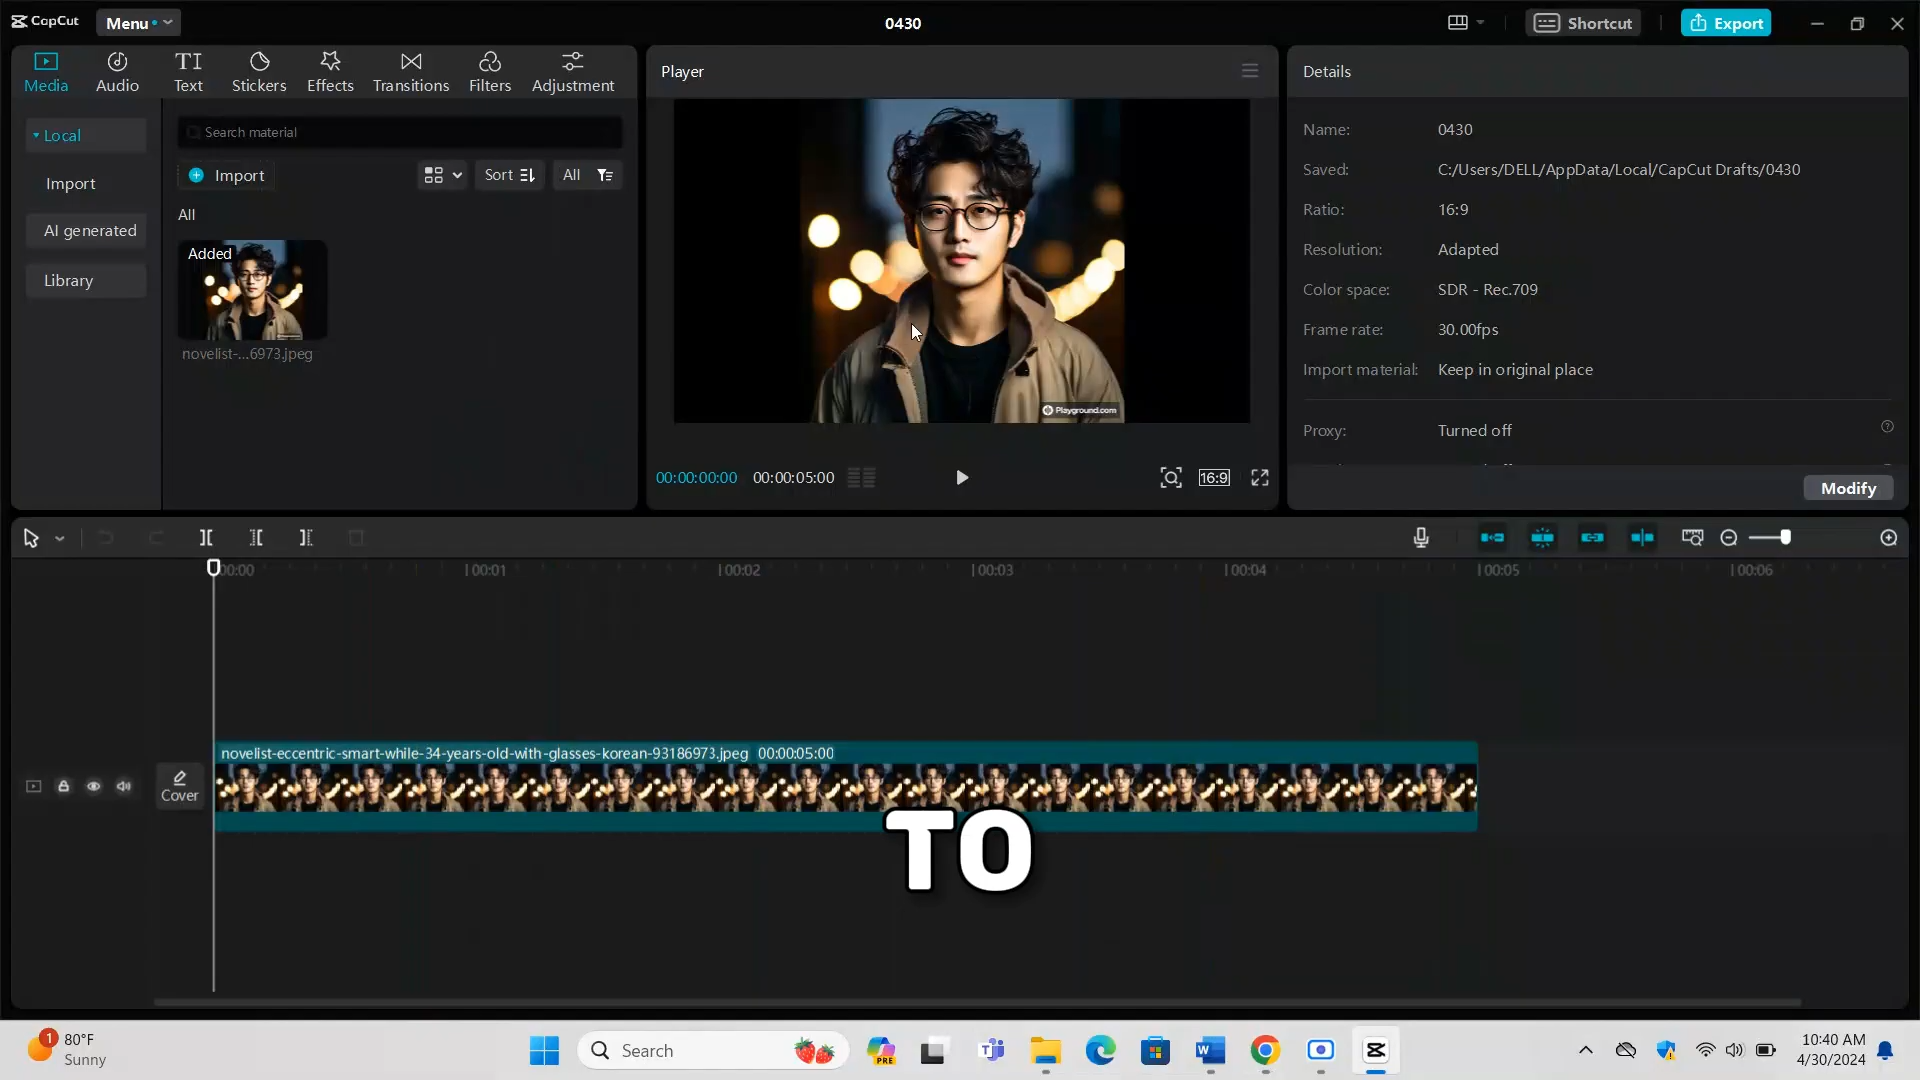 CapCut
Menu
0430
Shortcut
Export
Media
Audio
Text
Stickers
Effects
Transitions
Filters
Adjustment
Local
Import
AI generated
Library
Search material
Import
Sort
All
All
Added
novelist-...6973.jpeg
Player
Playground.com
00:00:00:00
00:00:05:00
16:9
Details
Name:
0430
Saved:
C:/Users/DELL/AppData/Local/CapCut Drafts/0430
Ratio:
16:9
Resolution:
Adapted
Color space:
SDR - Rec.709
Frame rate:
30.00fps
Import material:
Keep in original place
Proxy:
Turned off
Modify
00:00
00:01
00:02
00:03
00:04
00:05
00:06
novelist-eccentric-smart-while-34-years-old-with-glasses-korean-93186973.jpeg 00:00:05:00
Cover
TO
1
80°F
Sunny
Search
PRE
10:40 AM
4/30/2024